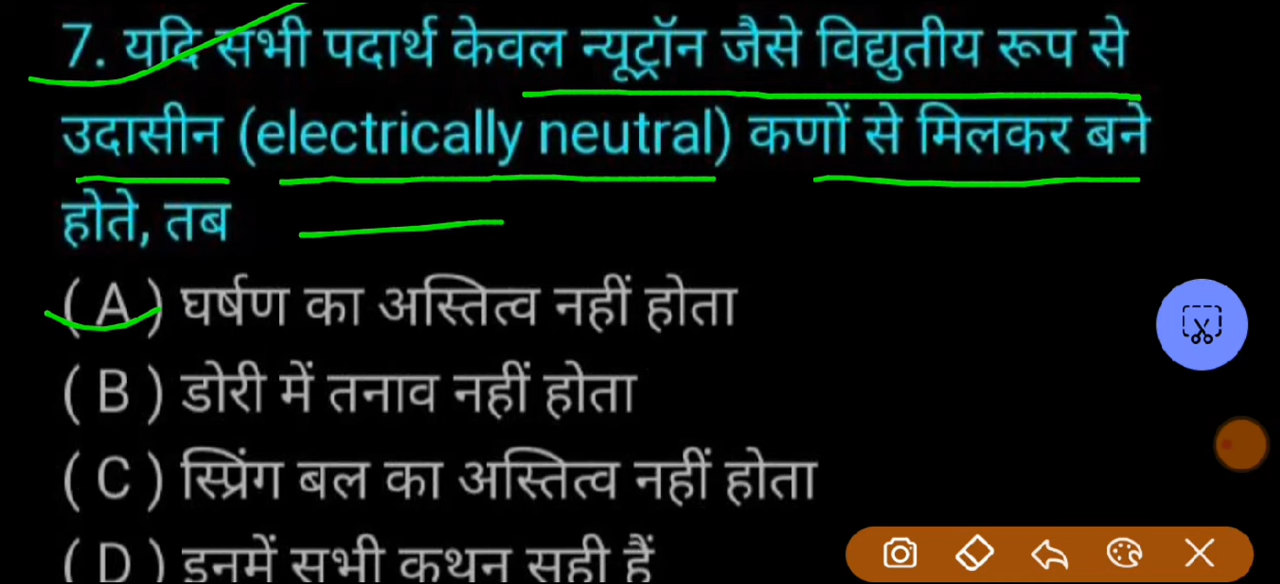 7. यदि सभी पदार्थ केवल न्यूट्रॉन जैसे विद्युतीय रूप से
उदासीन (electrically neutral) कणों से मिलकर बने
होते, तब
( A ) घर्षण का अस्तित्व नहीं होता
( B ) डोरी में तनाव नहीं होता
( C ) स्प्रिंग बल का अस्तित्व नहीं होता
( D ) इनमें सभी कथन सही हैं